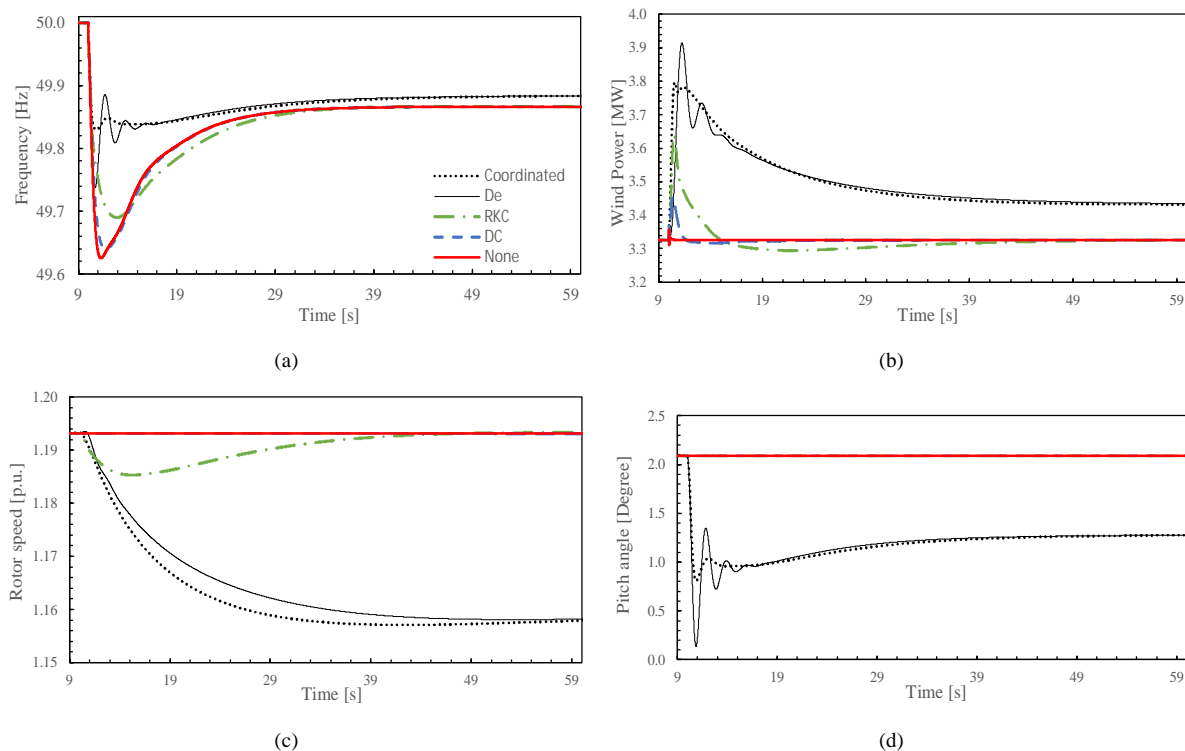 50.0
49.9
49.8
49.7
49.6
Frequency [Hz]
Coordinated
De
RKC
DC
None
9 19 29 39 49 59
Time [s]
(a)
4.0
3.9
3.8
3.7
3.6
3.5
3.4
3.3
3.2
Wind Power [MW]
9 19 29 39 49 59
Time [s]
(b)
1.20
1.19
1.18
1.17
1.16
1.15
Rotor speed [p.u.]
9 19 29 39 49 59
Time [s]
(c)
2.5
2.0
1.5
1.0
0.5
0.0
Pitch angle [Degree]
9 19 29 39 49 59
Time [s]
(d)